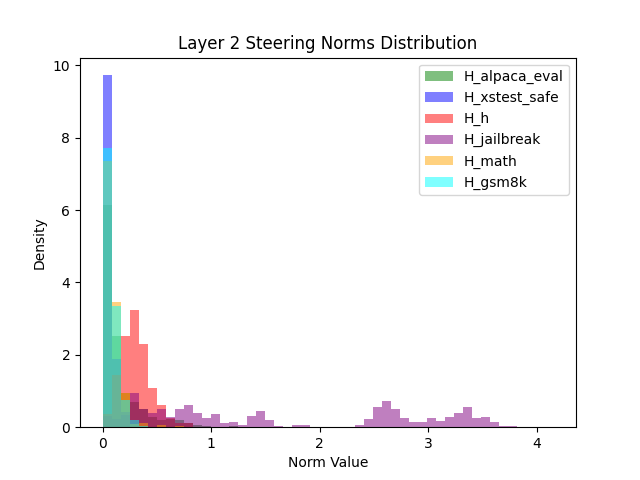 Layer 2 Steering Norms Distribution
H_alpaca_eval
H_xstest_safe
H_h
H_jailbreak
H_math
H_gsm8k
10
8
6
4
2
0
Density
0
1
2
3
4
Norm Value